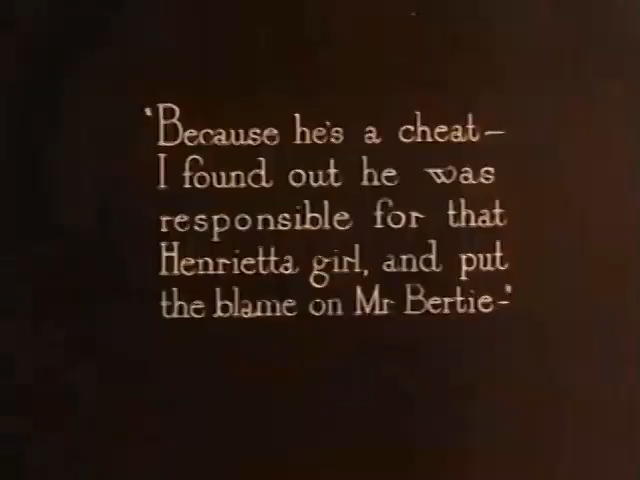 "Because he's a cheat—
I found out he was
responsible for that
Henrietta girl, and put
the blame on Mr Bertie-"